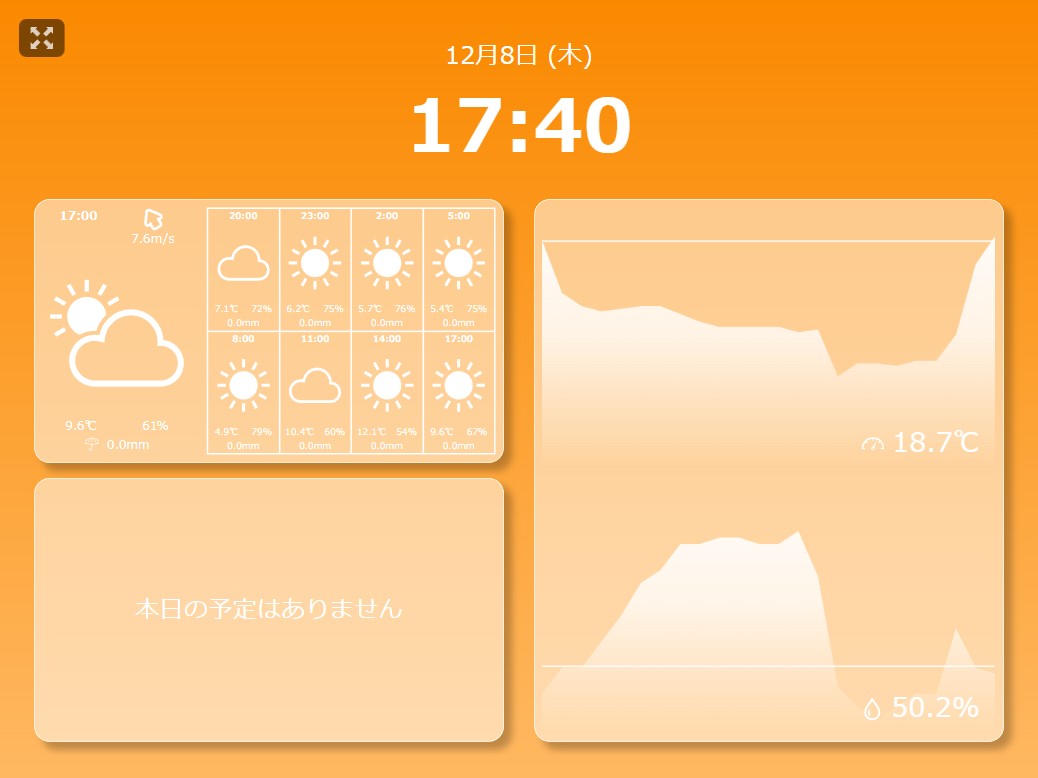 12月8日 (木)
17:40
17:00
7.6m/s
9.6℃ 61%
0.0mm
20:00 23:00 2:00 5:00
7.1℃ 72% 6.2℃ 75% 5.7℃ 76% 5.4℃ 75%
0.0mm 0.0mm 0.0mm 0.0mm
8:00 11:00 14:00 17:00
4.9℃ 79% 10.4℃ 60% 12.1℃ 54% 9.6℃ 67%
0.0mm 0.0mm 0.0mm 0.0mm
本日の予定はありません
18.7℃
50.2%